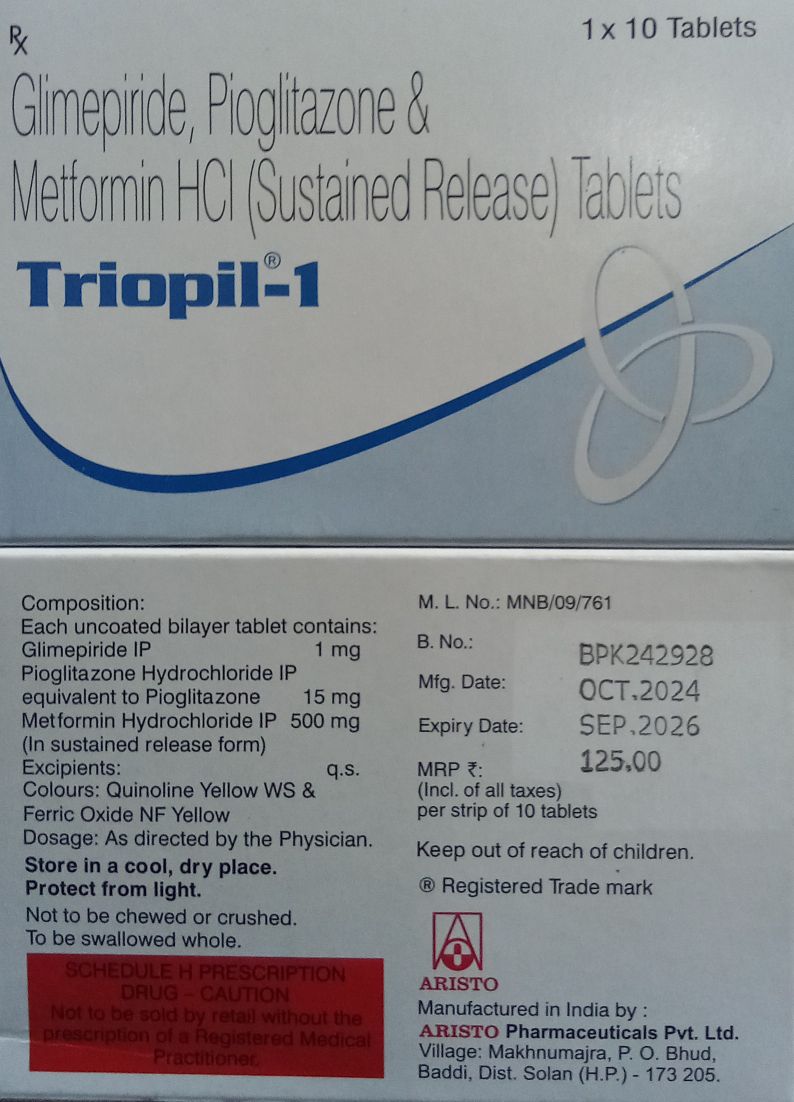 Rx
1 x 10 Tablets
Glimepiride, Pioglitazone &
Metformin HCl (Sustained Release) Tablets
Triopil®-1
Composition:
Each uncoated bilayer tablet contains:
Glimepiride IP 1 mg
Pioglitazone Hydrochloride IP
equivalent to Pioglitazone 15 mg
Metformin Hydrochloride IP 500 mg
(In sustained release form)
Excipients: q.s.
Colours: Quinoline Yellow WS &
Ferric Oxide NF Yellow
Dosage: As directed by the Physician.
Store in a cool, dry place.
Protect from light.
Not to be chewed or crushed.
To be swallowed whole.
SCHEDULE H PRESCRIPTION
DRUG – CAUTION
Not to be sold by retail without the
prescription of a Registered Medical
Practitioner.
M. L. No.: MNB/09/761
B. No.: BPK242928
Mfg. Date: OCT.2024
Expiry Date: SEP.2026
MRP ₹: 125.00
(Incl. of all taxes)
per strip of 10 tablets
Keep out of reach of children.
® Registered Trade mark
ARISTO
Manufactured in India by :
ARISTO Pharmaceuticals Pvt. Ltd.
Village: Makhnumajra, P. O. Bhud,
Baddi, Dist. Solan (H.P.) - 173 205.